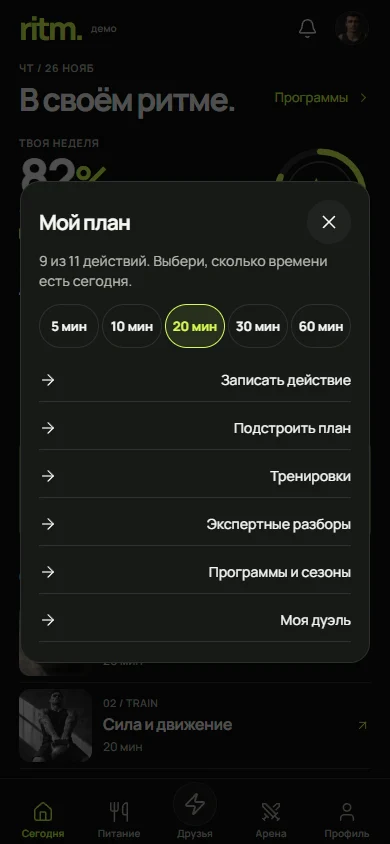 ritm. демо
ЧТ / 26 НОЯБ
В своём ритме. Программы
ТВОЯ НЕДЕЛЯ
82%
Мой план
9 из 11 действий. Выбери, сколько времени
есть сегодня.
5 мин 10 мин 20 мин 30 мин 60 мин
Записать действие
Подстроить план
Тренировки
Экспертные разборы
Программы и сезоны
Моя дуэль
02 / TRAIN
Сила и движение
20 мин
Сегодня Питание Друзья Арена Профиль